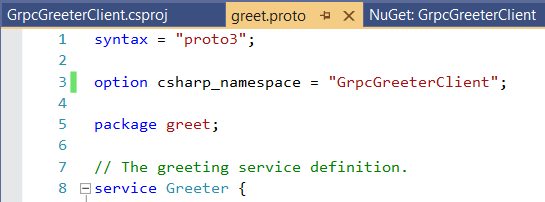 GrpcGreeterClient.csproj greet.proto NuGet: GrpcGreeterClient
1 syntax = "proto3";
2
3 option csharp_namespace = "GrpcGreeterClient";
4
5 package greet;
6
7 // The greeting service definition.
8 service Greeter {